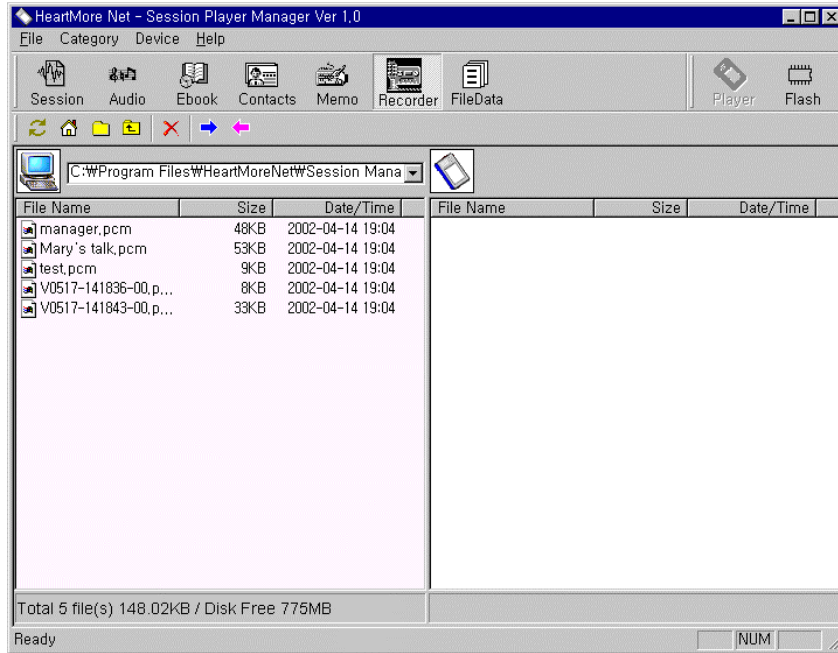 HeartMore Net - Session Player Manager Ver 1,0
File Category Device Help
Session Audio Ebook Contacts Memo Recorder FileData Player Flash
C:₩Program Files₩HeartMoreNet₩Session Mana
File Name Size Date/Time File Name Size Date/Time
manager,pcm 48KB 2002-04-14 19:04
Mary's talk,pcm 53KB 2002-04-14 19:04
test,pcm 9KB 2002-04-14 19:04
V0517-141836-00,p,,, 8KB 2002-04-14 19:04
V0517-141843-00,p,,, 33KB 2002-04-14 19:04
Total 5 file(s) 148.02KB / Disk Free 775MB
Ready NUM